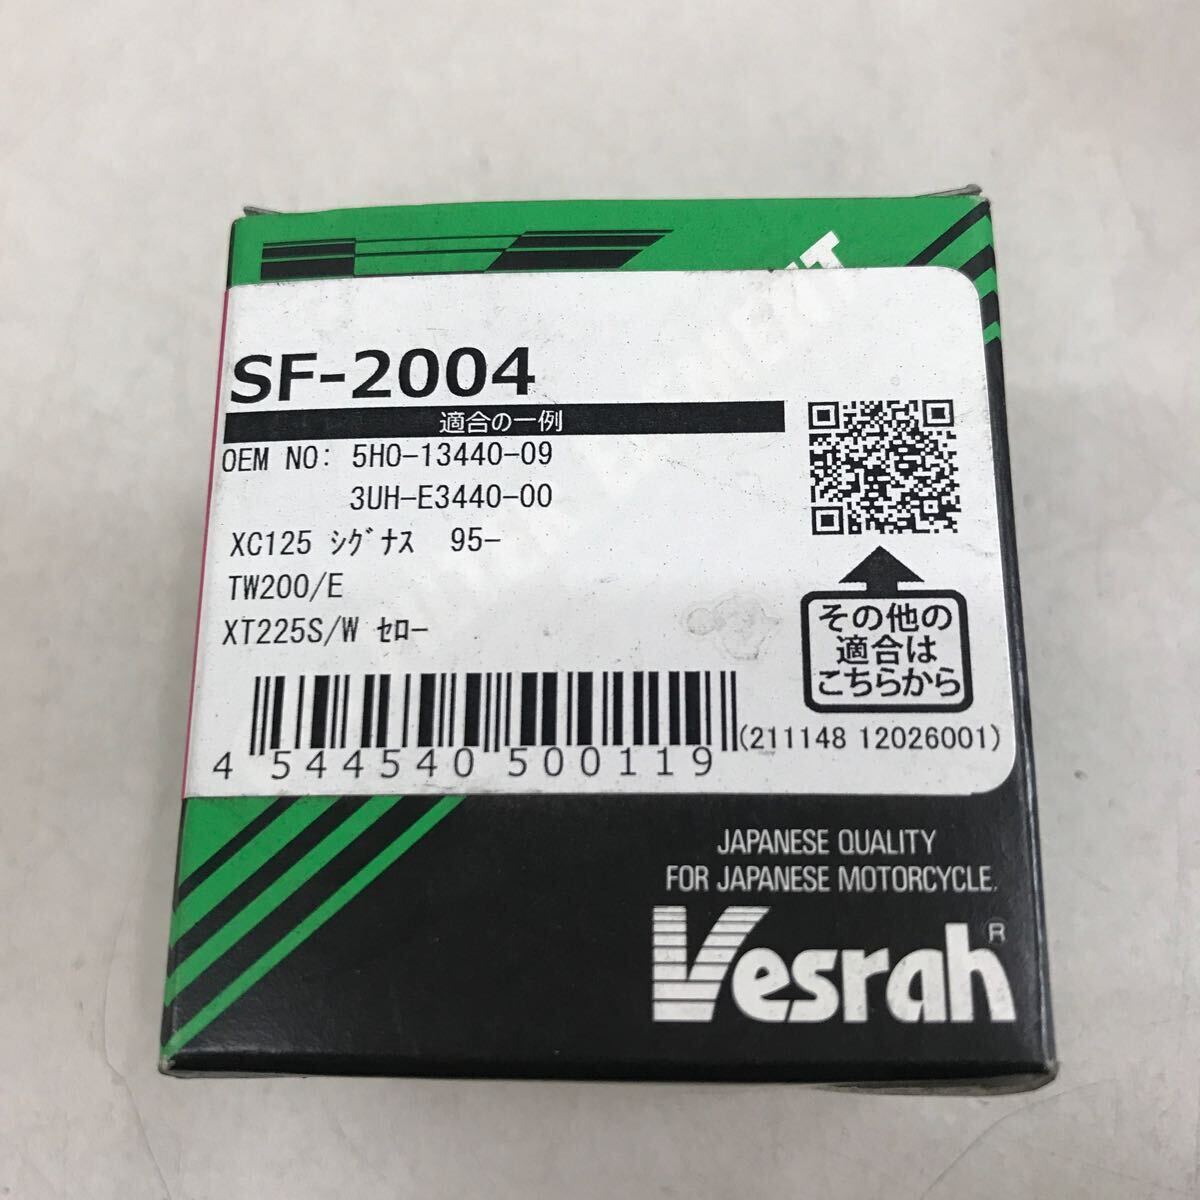 SF-2004
適合の一例
OEM NO: 5H0-13440-09
3UH-E3440-00
XC125 ｼｸﾞﾅｽ 95-
TW200/E
XT225S/W ｾﾛｰ
その他の
適合は
こちらから
4 544540 500119
(211148 12026001)
JAPANESE QUALITY
FOR JAPANESE MOTORCYCLE.
Vesrah ®